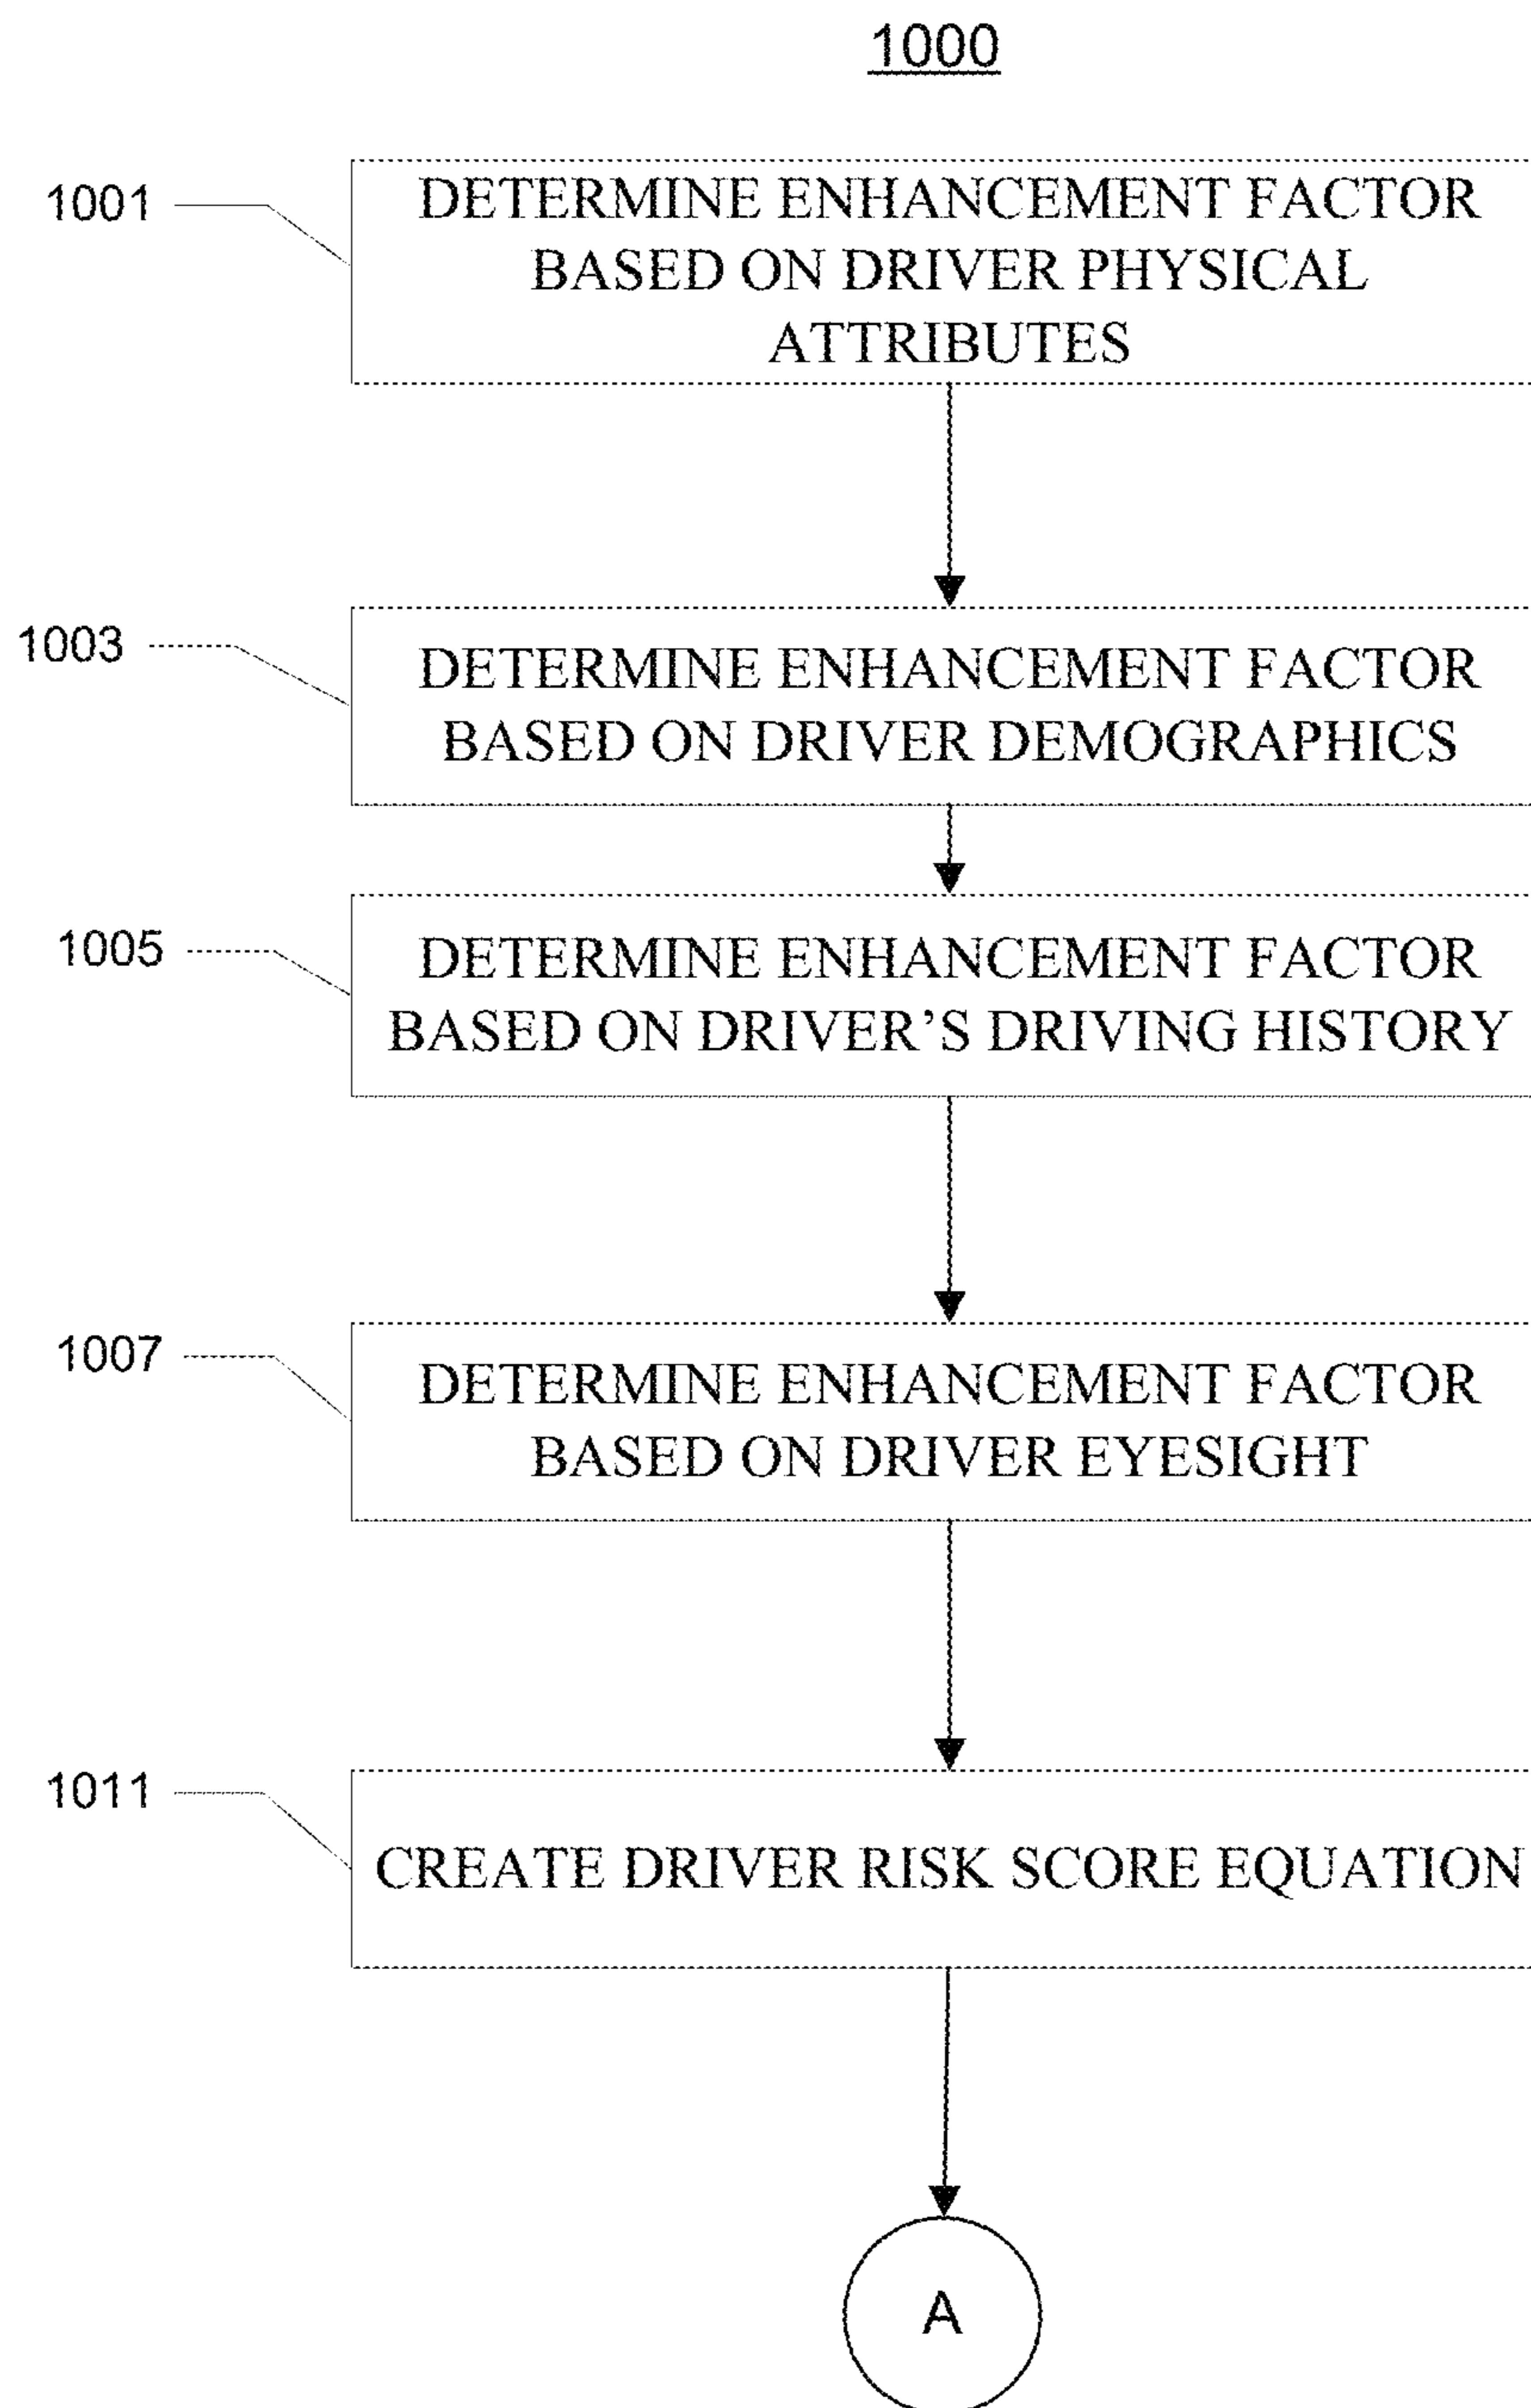 1000
1001
DETERMINE ENHANCEMENT FACTOR
BASED ON DRIVER PHYSICAL
ATTRIBUTES
1003
DETERMINE ENHANCEMENT FACTOR
BASED ON DRIVER DEMOGRAPHICS
1005
DETERMINE ENHANCEMENT FACTOR
BASED ON DRIVER’S DRIVING HISTORY
1007
DETERMINE ENHANCEMENT FACTOR
BASED ON DRIVER EYESIGHT
1011
CREATE DRIVER RISK SCORE EQUATION
A